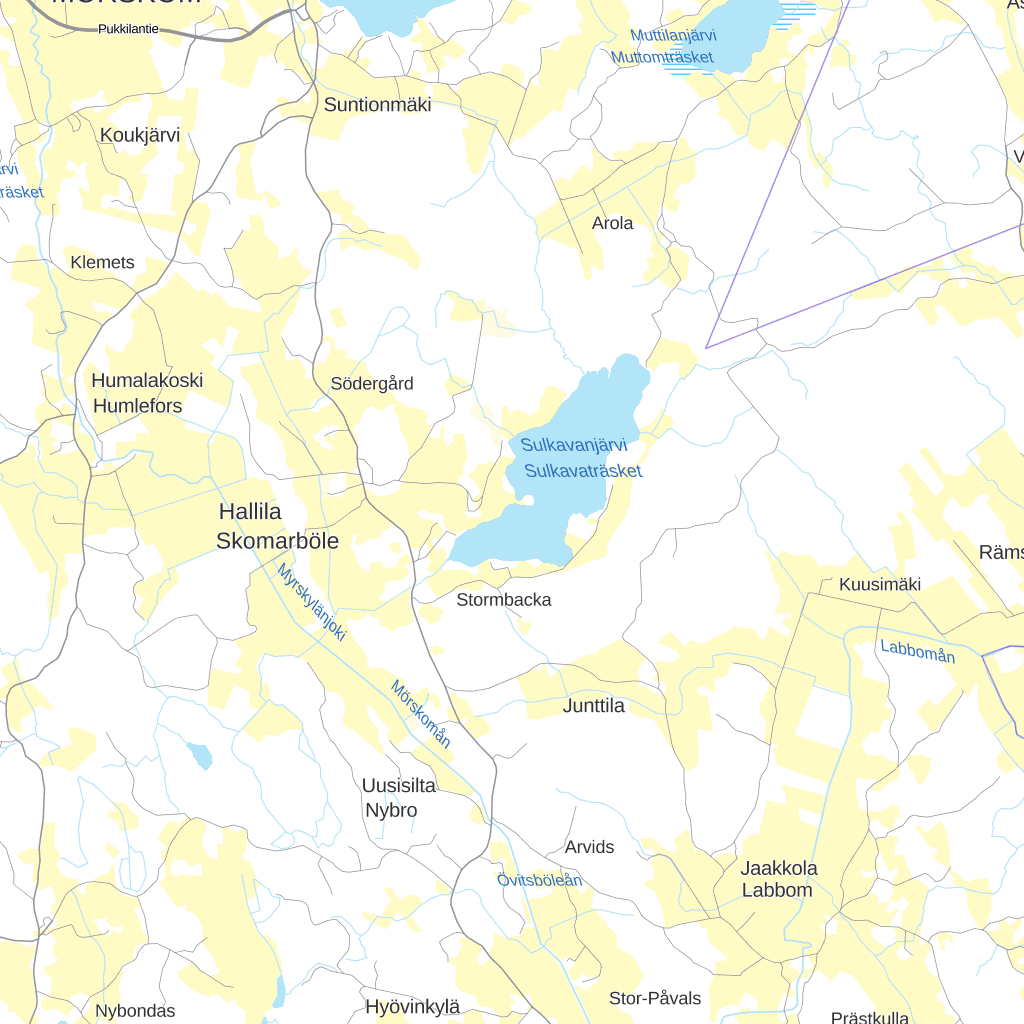 MÖRSKOM
Pukkilantie
Muttilanjärvi
Muttomträsket
Suntionmäki
Koukjärvi
Arola
Klemets
Humalakoski
Humlefors
Södergård
Sulkavanjärvi
Sulkavaträsket
Hallila
Skomarböle
Myrskylänjoki
Stormbacka
Kuusimäki
Labbomån
Mörskomån
Junttila
Uusisilta
Nybro
Arvids
Övitsböleån
Jaakkola
Labbom
Stor-Påvals
Hyövinkylä
Nybondas
Prästkulla